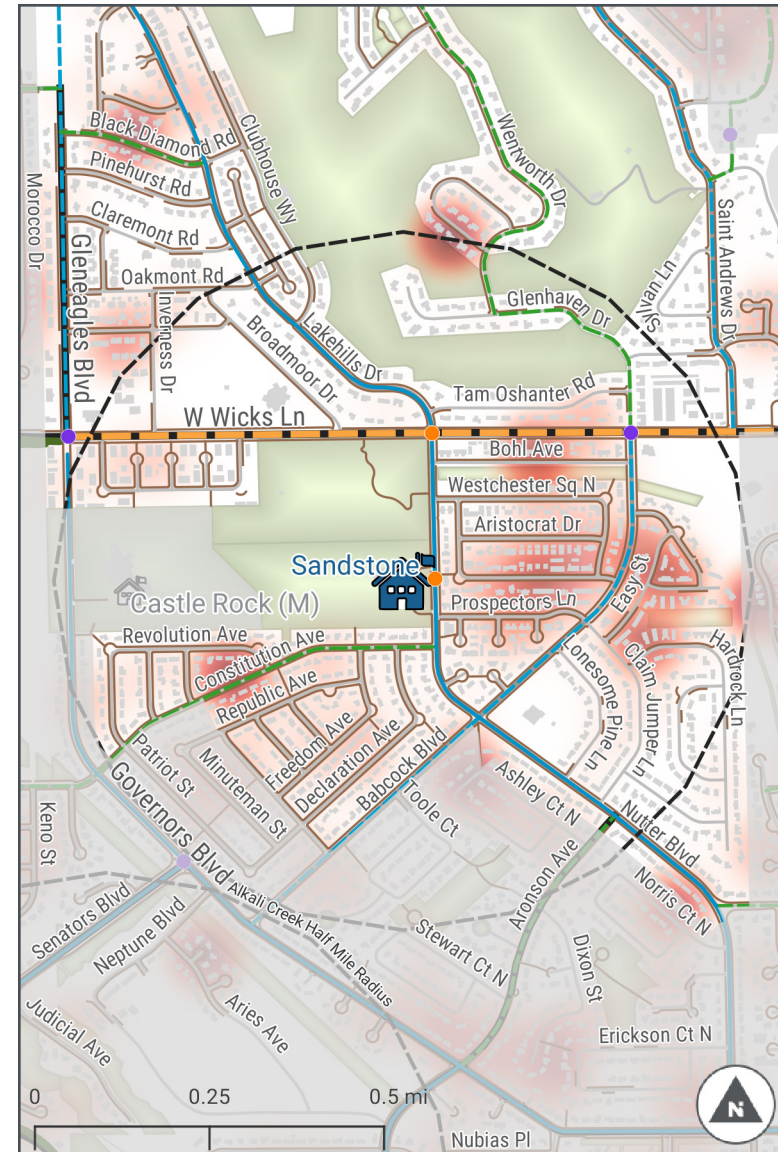 Black Diamond Rd
Clubhouse Wy
Wentworth Dr
Pinehurst Rd
Morocco Dr
Claremont Rd
Saint Andrews Dr
Gleneagles Blvd
Oakmont Rd
Sylvan Ln
Inverness Dr
Glenhaven Dr
Lakehills Dr
Broadmoor Dr
Tam Oshanter Rd
W Wicks Ln
Bohl Ave
Westchester Sq N
Aristocrat Dr
Sandstone
Easy St
Castle Rock (M)
Prospectors Ln
Revolution Ave
Constitution Ave
Hardrock Ln
Lonesome Pine Ln
Claim Jumper Ln
Republic Ave
Freedom Ave
Patriot St
Minuteman St
Declaration Ave
Babcock Blvd
Ashley Ct N
Toole Ct
Governors Blvd
Keno St
Nutter Blvd
Aronson Ave
Norris Ct N
Senators Blvd
Alkali Creek Half Mile Radius
Neptune Blvd
Stewart Ct N
Dixon St
Judicial Ave
Aries Ave
Erickson Ct N
0 0.25 0.5 mi
N
Nubias Pl